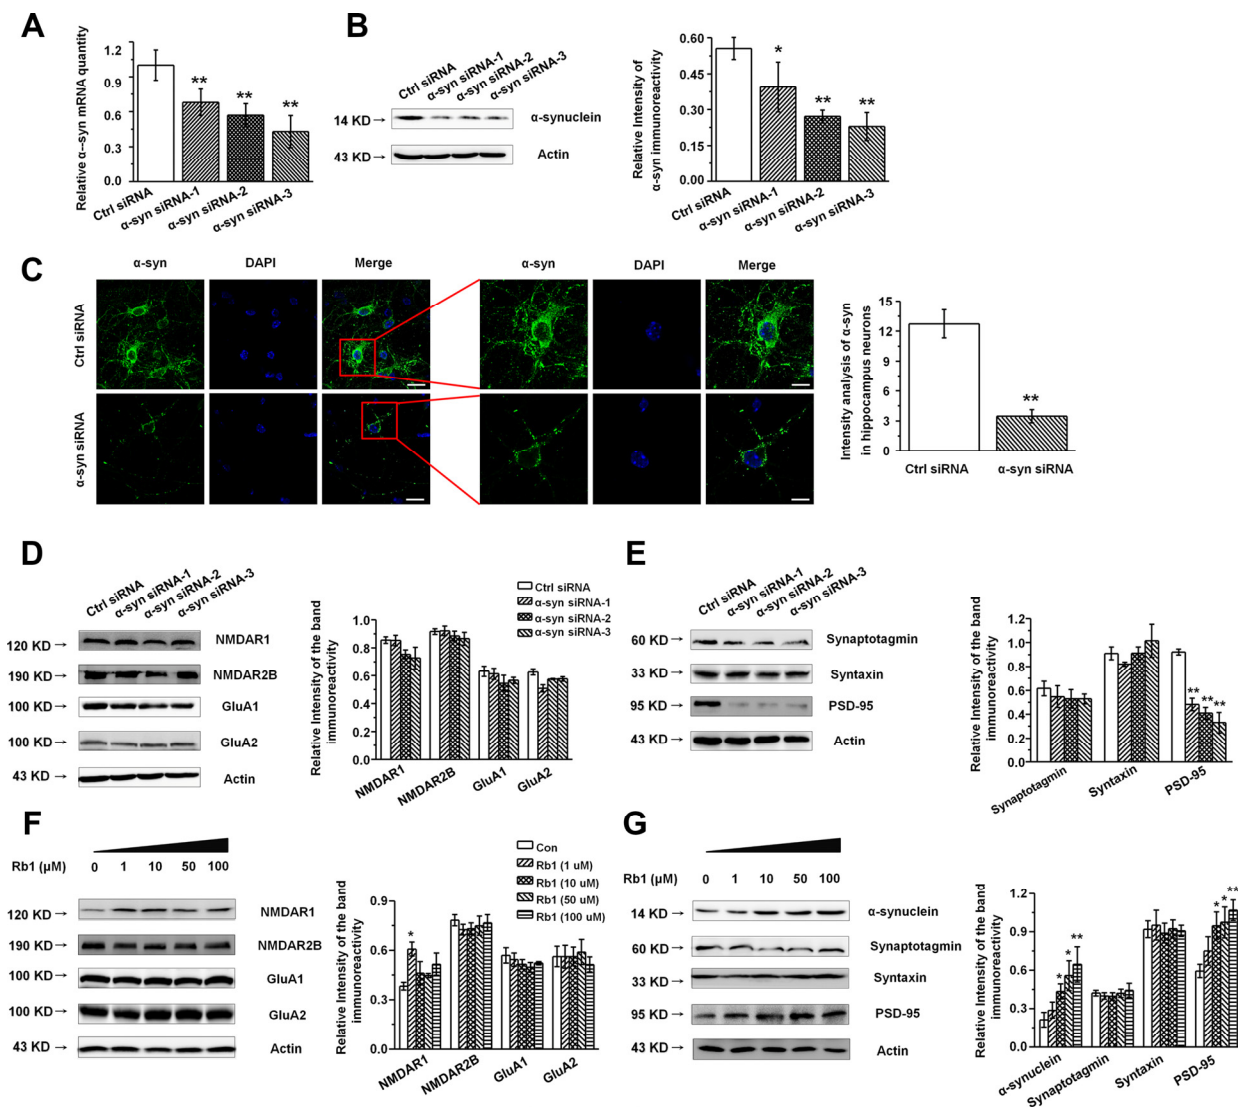 A
Relative α--syn mRNA quantity
1.2
0.9
0.6
0.3
0.0
**
**
**
Ctrl siRNA
α-syn siRNA-1
α-syn siRNA-2
α-syn siRNA-3
B
Ctrl siRNA
α-syn siRNA-1
α-syn siRNA-2
α-syn siRNA-3
14 KD →
α-synuclein
43 KD →
Actin
Relative Intensity of
α-syn immunoreactivity
0.60
0.45
0.30
0.15
0.00
*
**
**
Ctrl siRNA
α-syn siRNA-1
α-syn siRNA-2
α-syn siRNA-3
C
α-syn
DAPI
Merge
α-syn
DAPI
Merge
Ctrl siRNA
α-syn siRNA
Intensity analysis of α-syn
in hippocampus neurons
15
12
9
6
3
0
**
Ctrl siRNA
α-syn siRNA
D
Ctrl siRNA
α-syn siRNA-1
α-syn siRNA-2
α-syn siRNA-3
120 KD →
NMDAR1
190 KD →
NMDAR2B
100 KD →
GluA1
100 KD →
GluA2
43 KD →
Actin
Relative Intensity of the band
immunoreactivity
1.0
0.8
0.6
0.4
0.2
0.0
Ctrl siRNA
α-syn siRNA-1
α-syn siRNA-2
α-syn siRNA-3
NMDAR1
NMDAR2B
GluA1
GluA2
E
Ctrl siRNA
α-syn siRNA-1
α-syn siRNA-2
α-syn siRNA-3
60 KD →
Synaptotagmin
33 KD →
Syntaxin
95 KD →
PSD-95
43 KD →
Actin
Relative Intensity of the band
immunoreactivity
1.2
1.0
0.8
0.6
0.4
0.2
0.0
**
**
**
Synaptotagmin
Syntaxin
PSD-95
F
Rb1 (μM)
0 1 10 50 100
120 KD →
NMDAR1
190 KD →
NMDAR2B
100 KD →
GluA1
100 KD →
GluA2
43 KD →
Actin
Relative Intensity of the band
immunoreactivity
0.9
0.6
0.3
0.0
Con
Rb1 (1 uM)
Rb1 (10 uM)
Rb1 (50 uM)
Rb1 (100 uM)
*
NMDAR1
NMDAR2B
GluA1
GluA2
G
Rb1 (μM)
0 1 10 50 100
14 KD →
α-synuclein
60 KD →
Synaptotagmin
33 KD →
Syntaxin
95 KD →
PSD-95
43 KD →
Actin
Relative Intensity of the band
immunoreactivity
1.2
0.9
0.6
0.3
0.0
*
*
**
*
*
**
α-synuclein
Synaptotagmin
Syntaxin
PSD-95